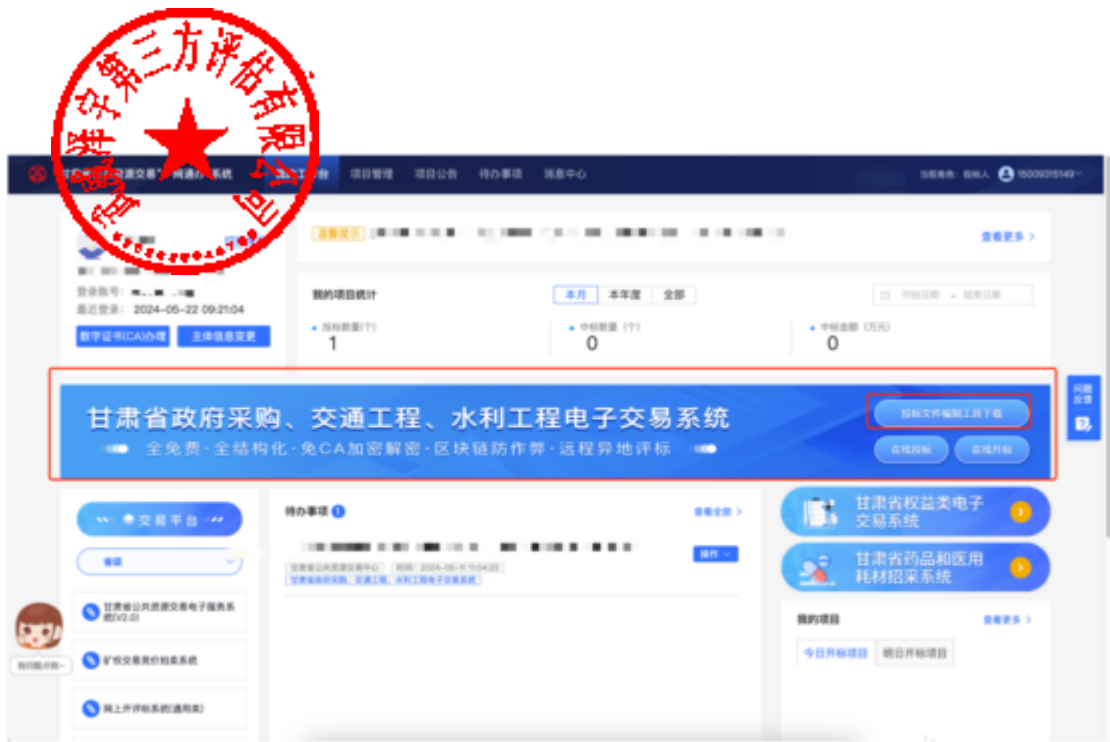 第三方评估有限公司
项目管理 项目公告 待办事项 消息中心
当前角色: 投标人 15009315149
温馨提示
查看更多 >
登录账号:
最近登录: 2024-05-22 09:21:04
数字证书(CA)办理 主体信息变更
我的项目统计 本月 本年度 全部 开始日期 - 结束日期
投标数量(个) 中标数量 (个) 中标金额 (万元)
1 0 0
甘肃省政府采购、交通工程、水利工程电子交易系统
全免费·全结构化·免CA加密解密·区块链防作弊·远程异地评标
投标文件编制工具下载
在线投标 在线开标
问题
反馈
交易平台
省级
待办事项 1 查看全部 >
操作
甘肃省公共资源交易中心 时间: 2024-05-11 11:04:23
甘肃省政府采购、交通工程、水利工程电子交易系统
甘肃省权益类电子
交易系统
甘肃省药品和医用
耗材招采系统
甘肃省公共资源交易电子服务系
统(V2.0)
矿权交易竞价拍卖系统
网上开评标系统(通用类)
我的项目 查看更多 >
今日开标项目 明日开标项目
有问题点我~